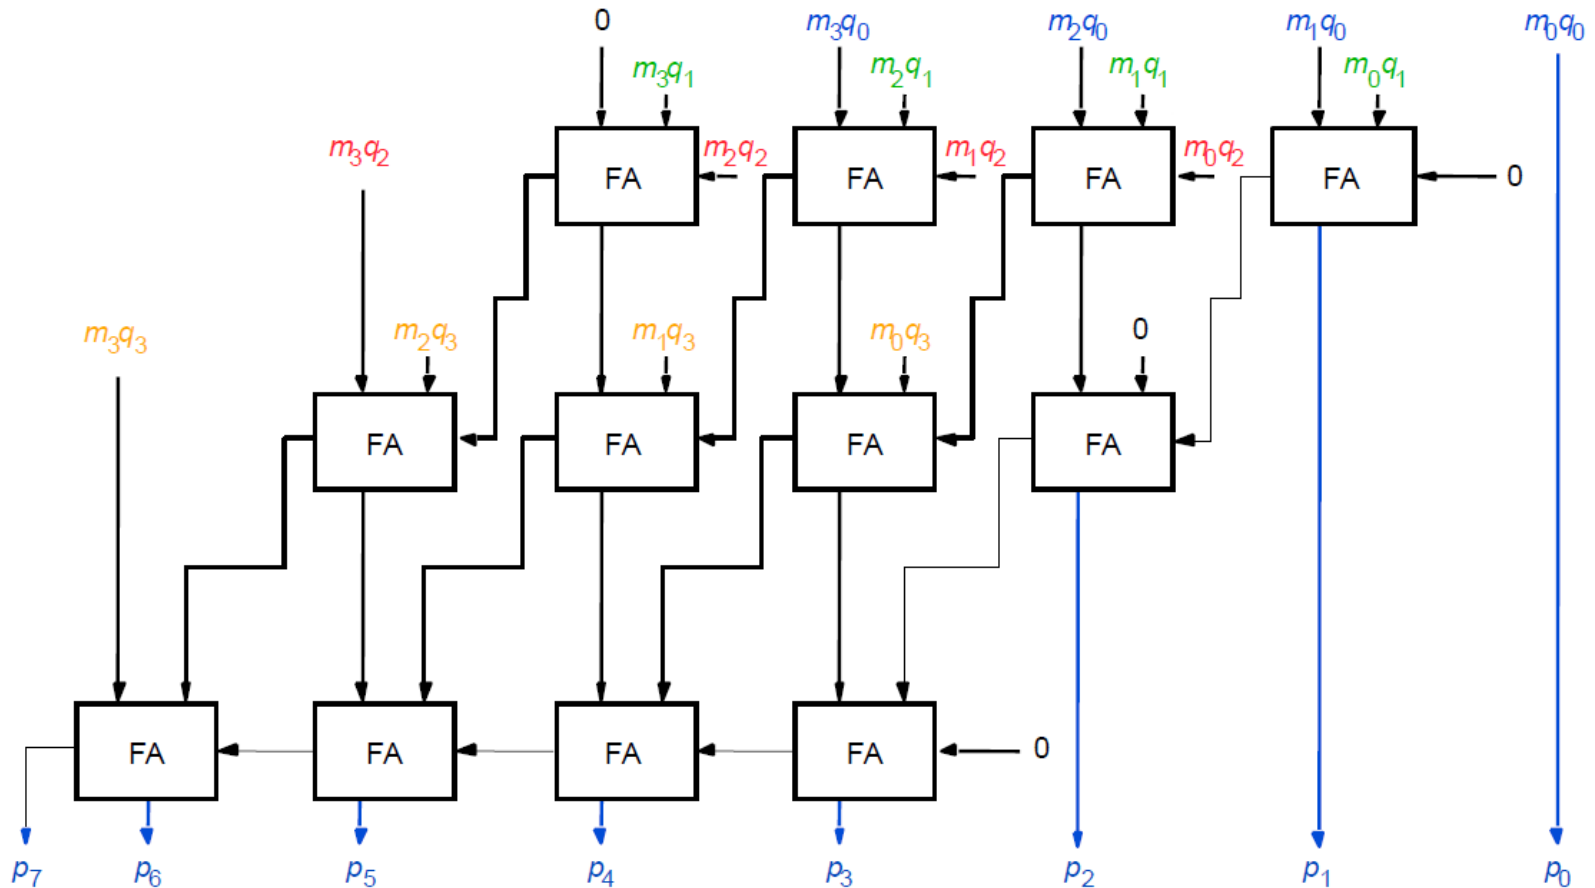 0 m3q0 m2q0 m1q0 m0q0
m3q1 m2q1 m1q1 m0q1
m3q2 m2q2 m1q2 m0q2
FA FA FA FA 0
m3q3 m2q3 m1q3 m0q3 0
FA FA FA FA
FA FA FA FA 0
p7 p6 p5 p4 p3 p2 p1 p0